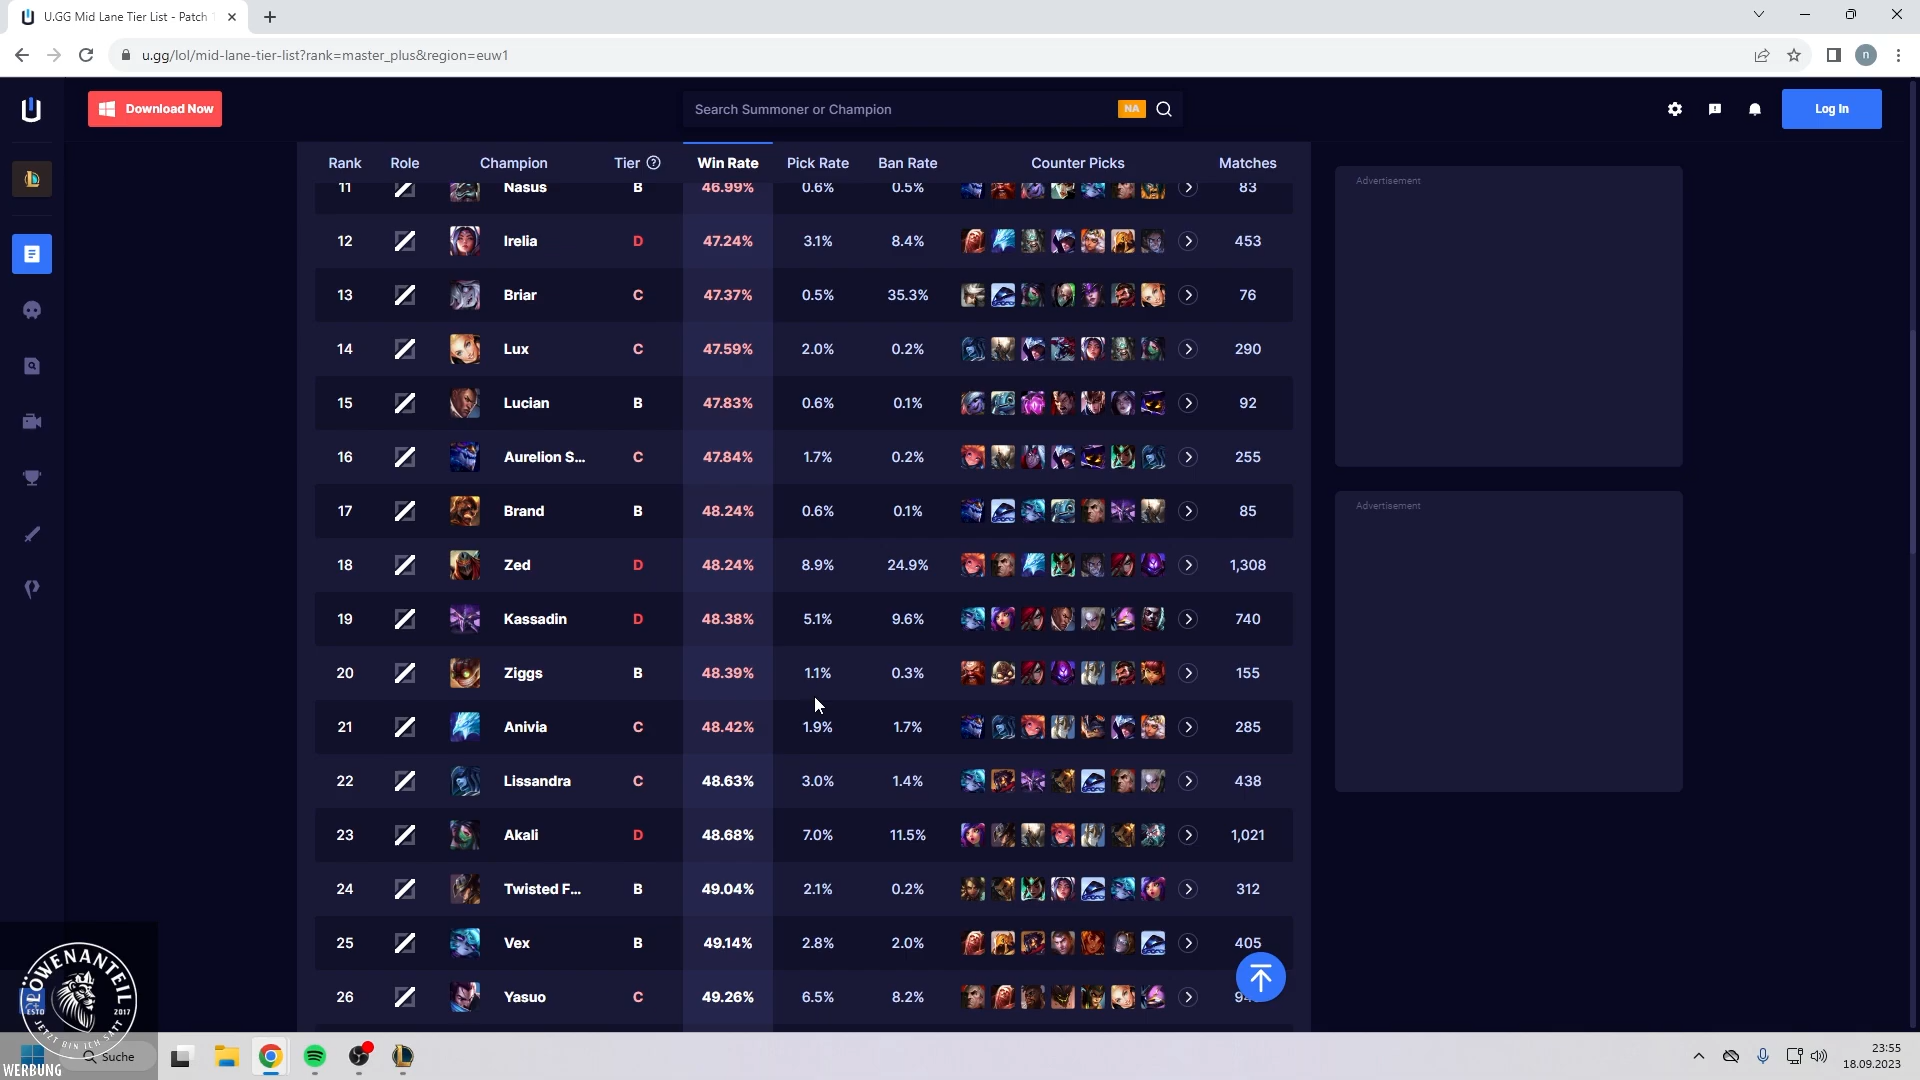 U.GG Mid Lane Tier List - Patch
u.gg/lol/mid-lane-tier-list?rank=master_plus&region=euw1
n
Download Now
Search Summoner or Champion
NA
Log In
Rank Role Champion Tier ? Win Rate Pick Rate Ban Rate Counter Picks Matches
11 Nasus B 46.99% 0.6% 0.5% 83
12 Irelia D 47.24% 3.1% 8.4% 453
13 Briar C 47.37% 0.5% 35.3% 76
14 Lux C 47.59% 2.0% 0.2% 290
15 Lucian B 47.83% 0.6% 0.1% 92
16 Aurelion S... C 47.84% 1.7% 0.2% 255
17 Brand B 48.24% 0.6% 0.1% 85
18 Zed D 48.24% 8.9% 24.9% 1,308
19 Kassadin D 48.38% 5.1% 9.6% 740
20 Ziggs B 48.39% 1.1% 0.3% 155
21 Anivia C 48.42% 1.9% 1.7% 285
22 Lissandra C 48.63% 3.0% 1.4% 438
23 Akali D 48.68% 7.0% 11.5% 1,021
24 Twisted F... B 49.04% 2.1% 0.2% 312
25 Vex B 49.14% 2.8% 2.0% 405
26 Yasuo C 49.26% 6.5% 8.2%
Advertisement
Advertisement
LÖWENANTEIL
ESTD 2017
JETZT BIN ICH SATT
WERBUNG
Suche
23:55
18.09.2023